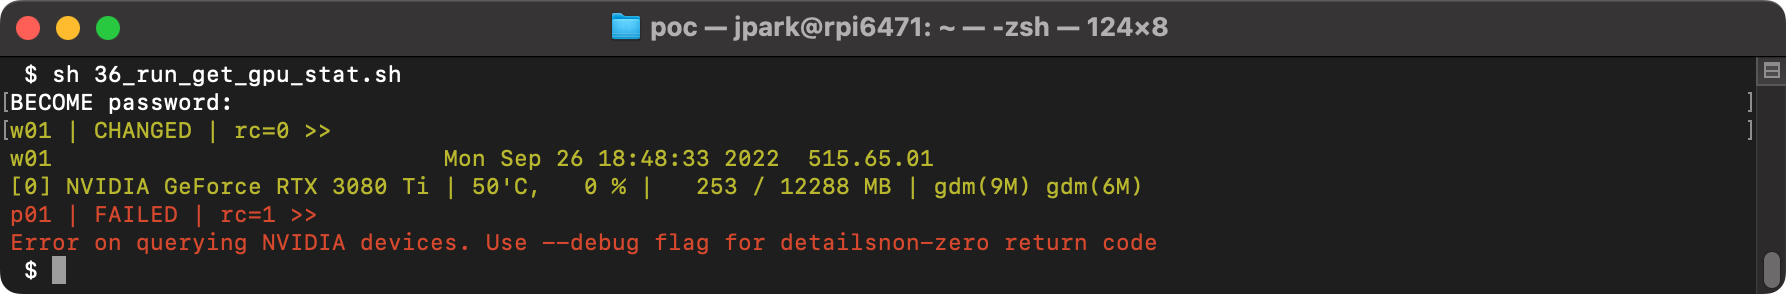 poc — jpark@rpi6471: ~ — -zsh — 124×8
$ sh 36_run_get_gpu_stat.sh
[BECOME password: ]
[w01 | CHANGED | rc=0 >> ]
w01 Mon Sep 26 18:48:33 2022 515.65.01
[0] NVIDIA GeForce RTX 3080 Ti | 50'C, 0 % | 253 / 12288 MB | gdm(9M) gdm(6M)
p01 | FAILED | rc=1 >>
Error on querying NVIDIA devices. Use --debug flag for detailsnon-zero return code
$